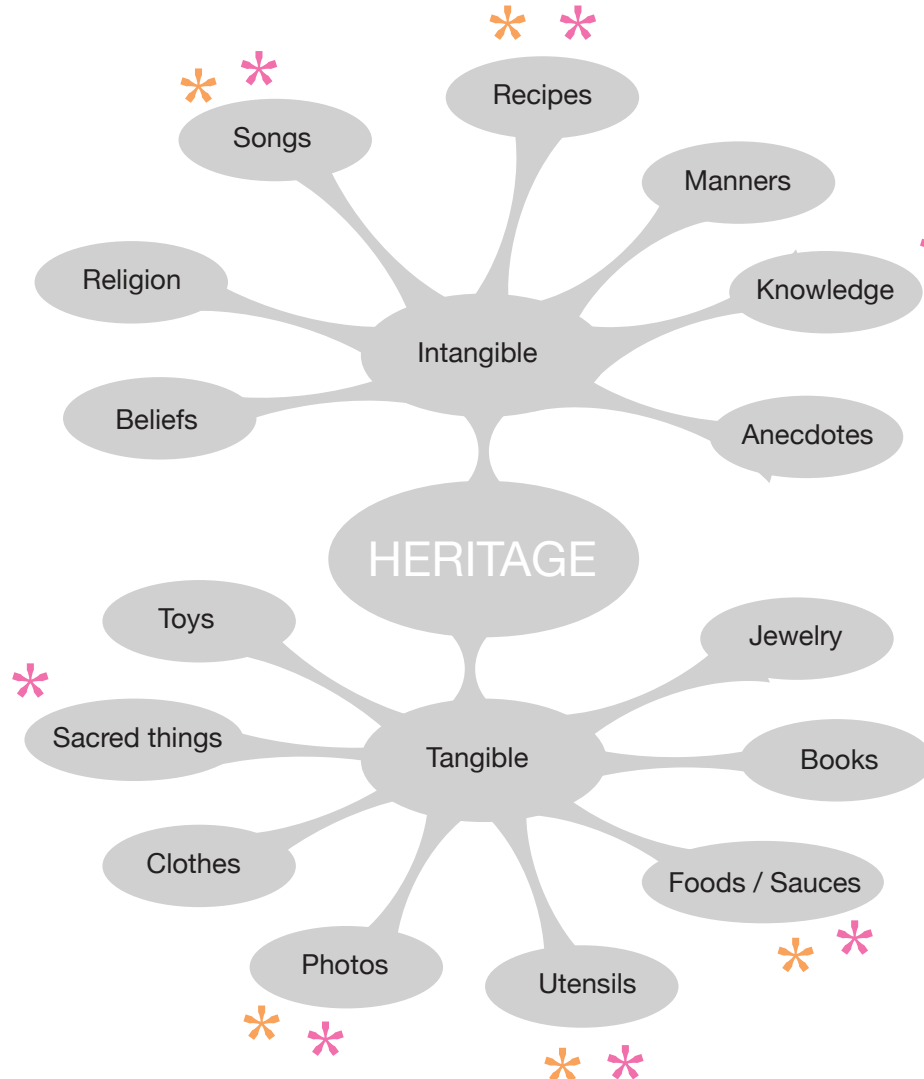 Recipes
Songs
Manners
Religion
Knowledge
Intangible
Beliefs
Anecdotes
HERITAGE
Toys
Jewelry
Sacred things
Tangible
Books
Clothes
Foods / Sauces
Photos
Utensils